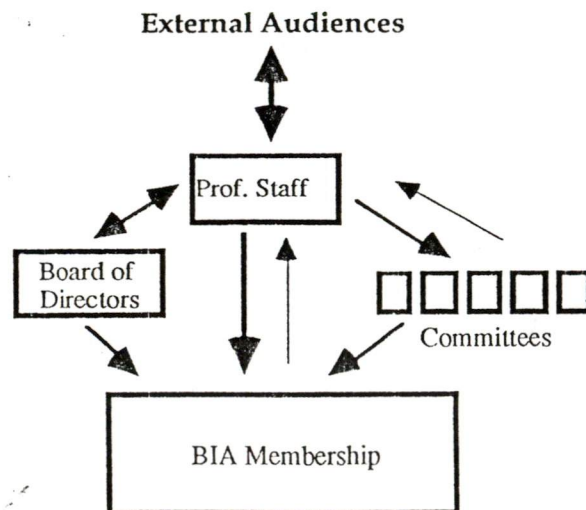 External Audiences
Prof. Staff
Board of
Directors
Committees
BIA Membership